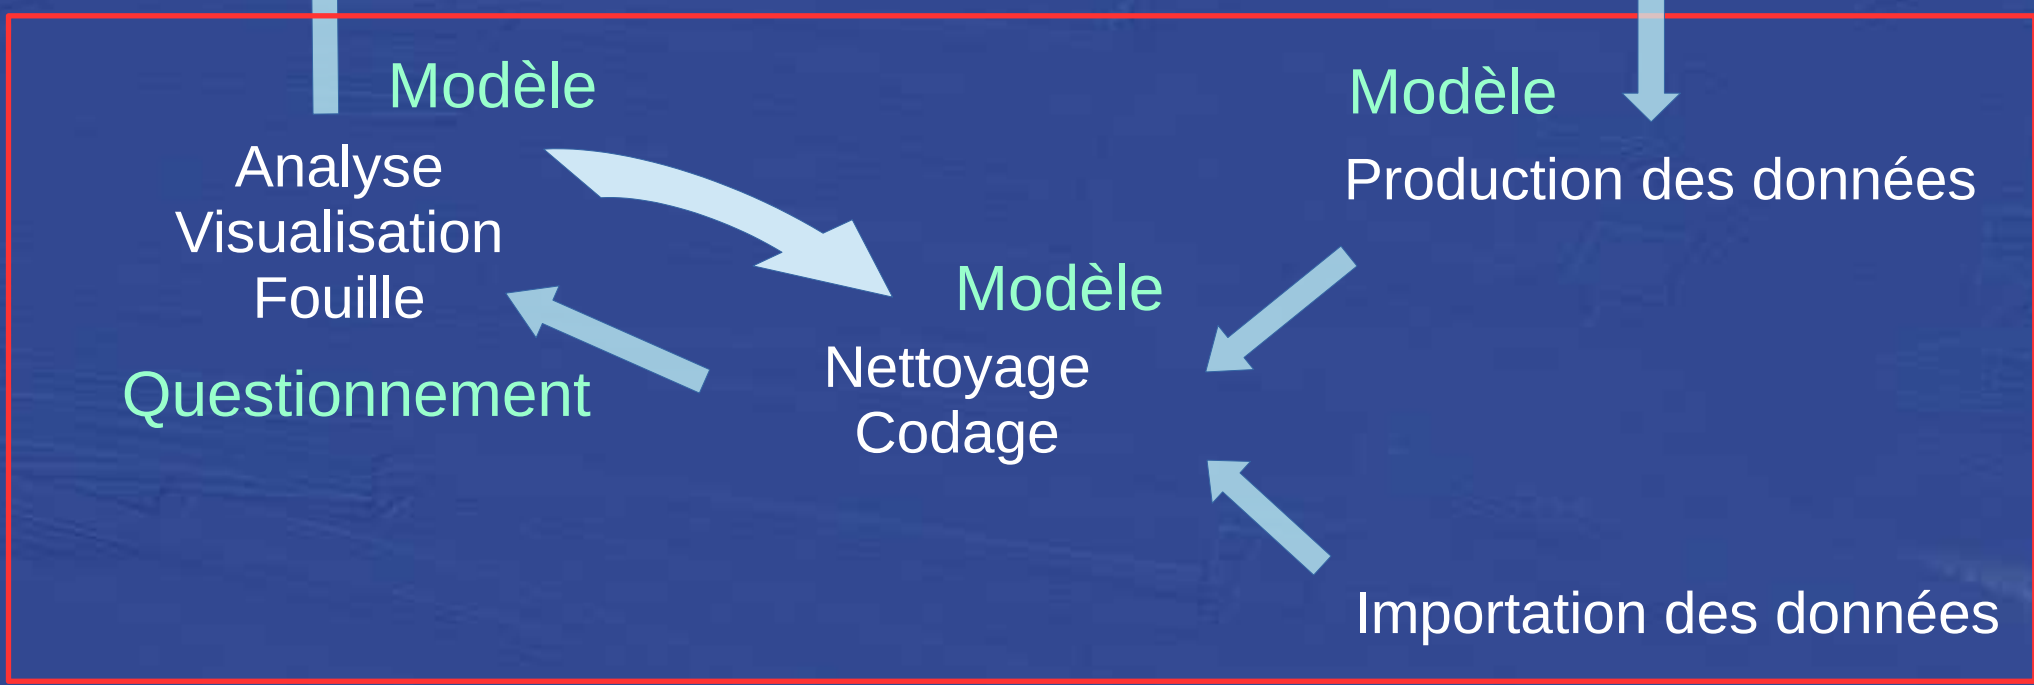 Modèle
Analyse
Visualisation
Fouille
Questionnement
Modèle
Nettoyage
Codage
Modèle
Production des données
Importation des données